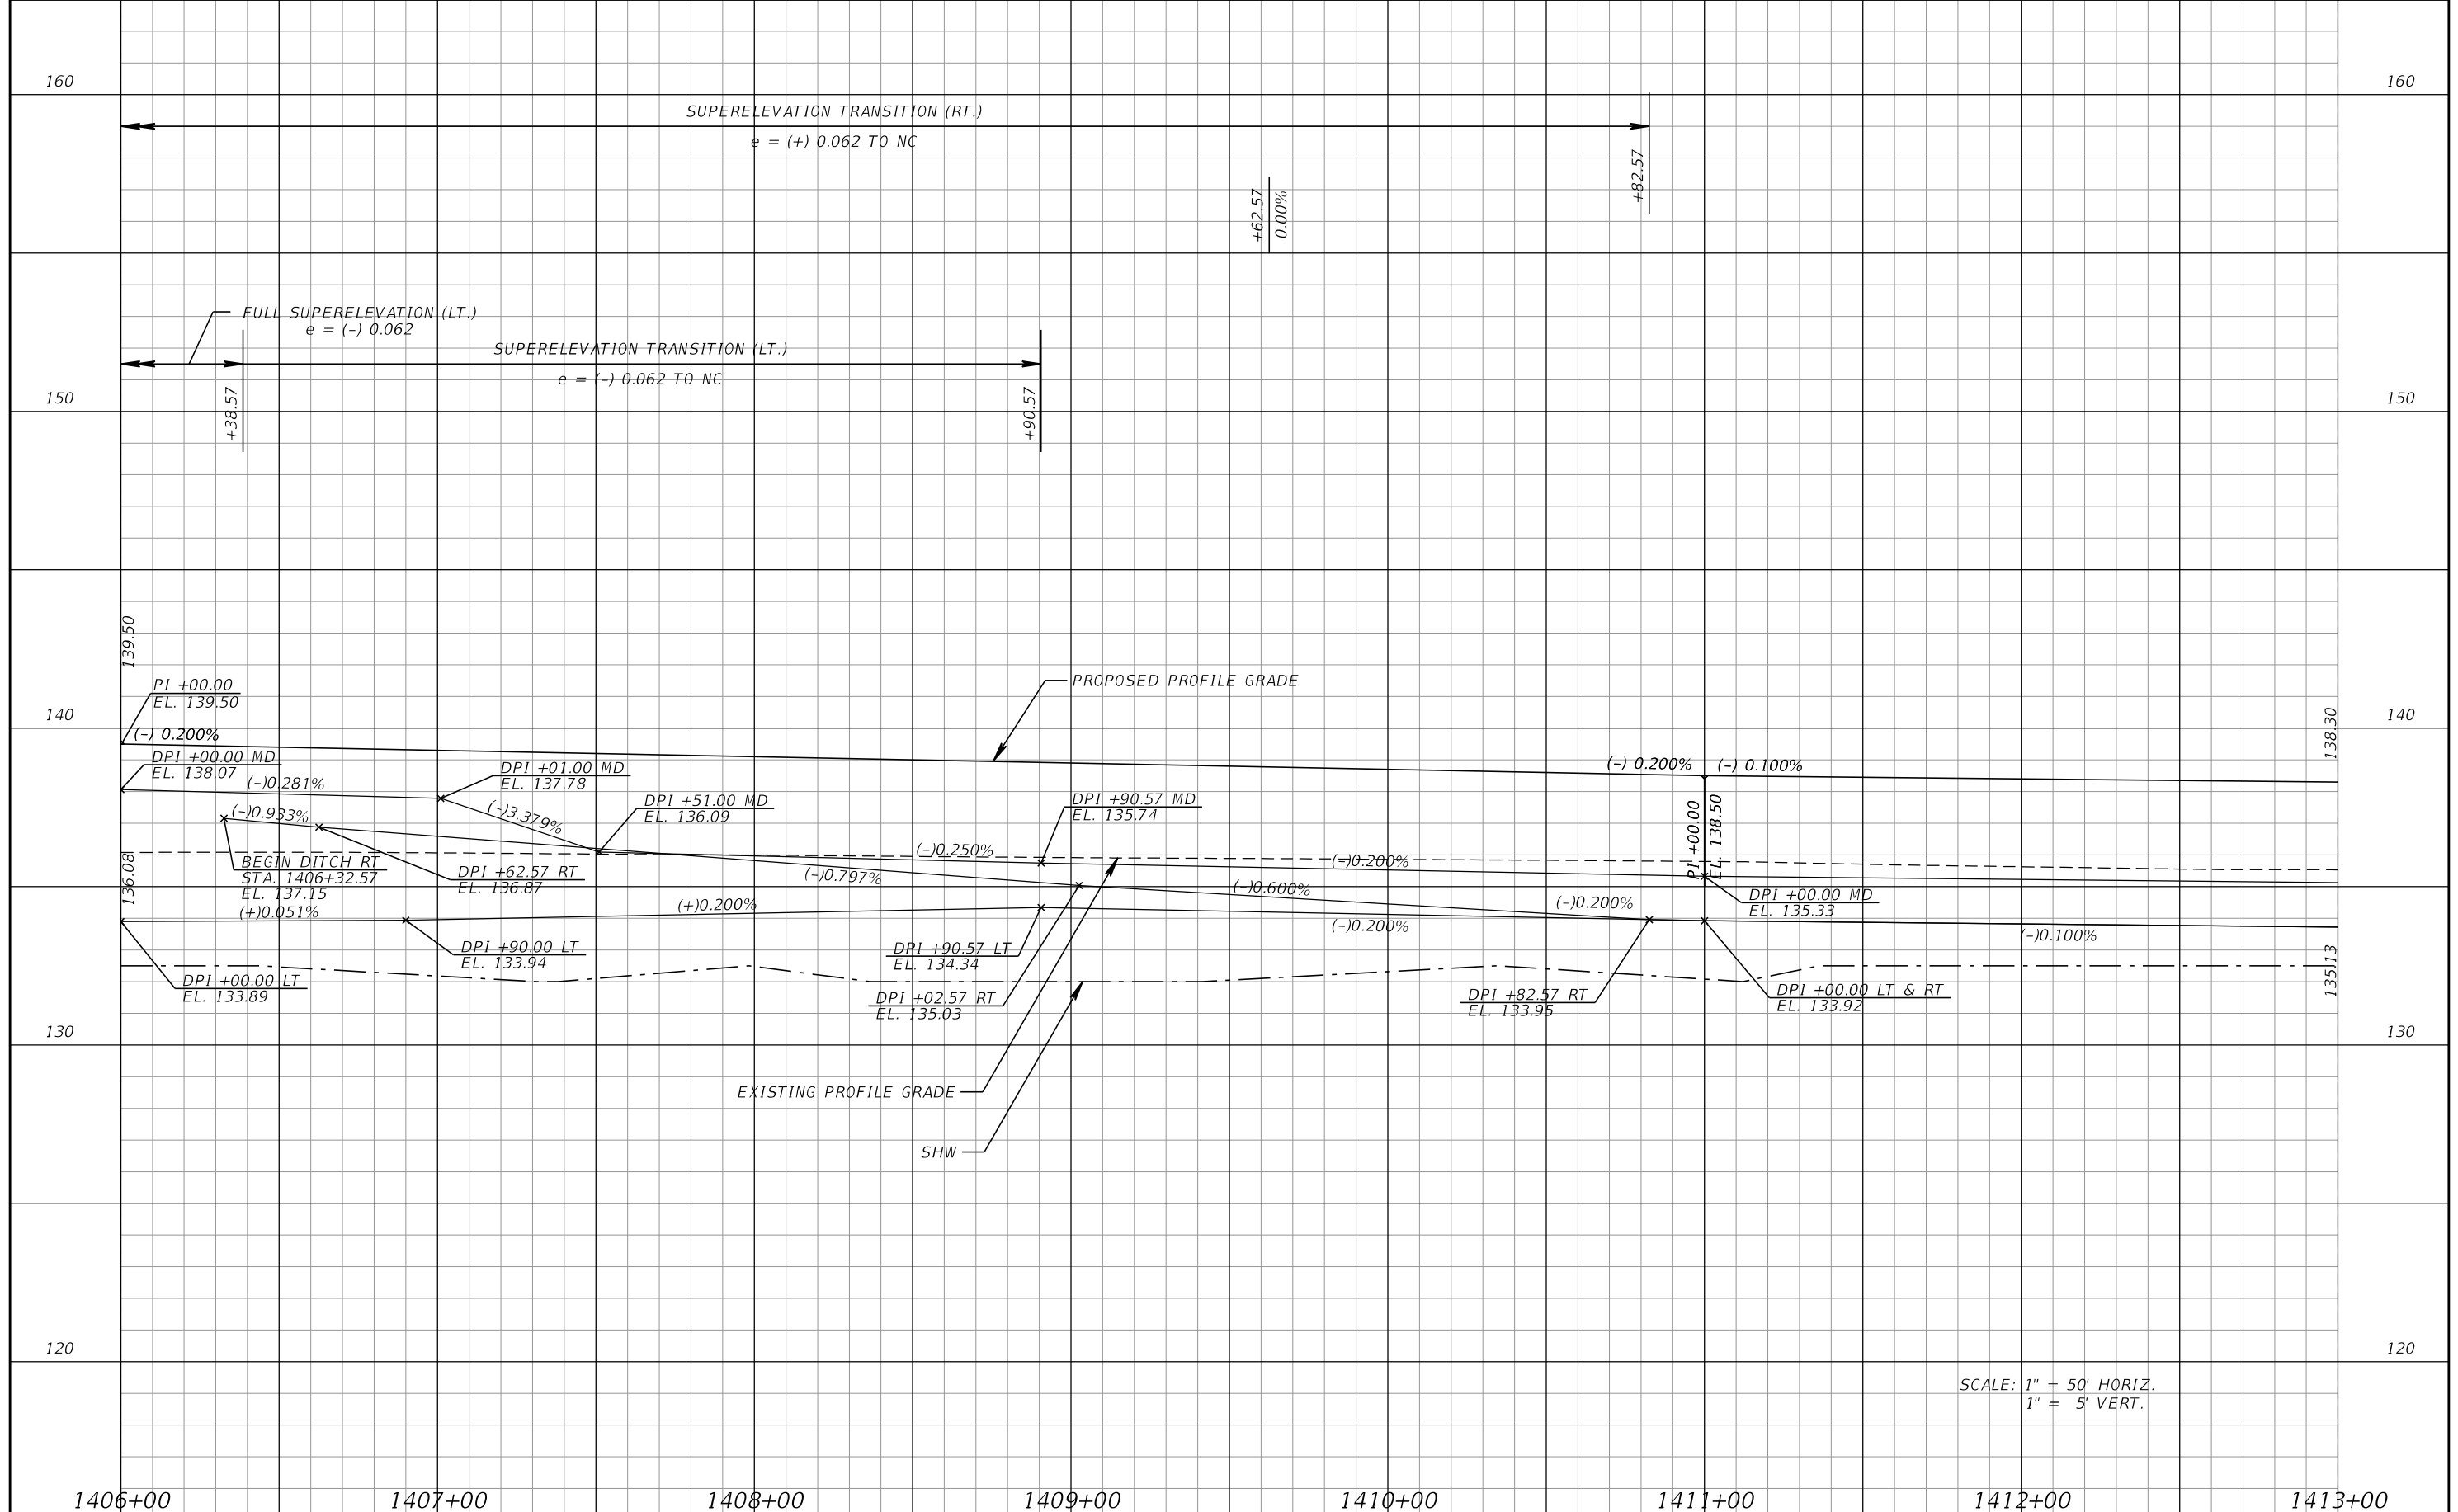 160
160
SUPERELEVATION TRANSITION (RT.)
e = (+) 0.062 TO NC
+82.57
+62.57
0.00%
FULL SUPERELEVATION (LT.)
e = (-) 0.062
SUPERELEVATION TRANSITION (LT.)
e = (-) 0.062 TO NC
+38.57
+90.57
150
150
139.50
PI +00.00
EL. 139.50
PROPOSED PROFILE GRADE
140
140
138.30
(-) 0.200%
DPI +00.00 MD
EL. 138.07
(-)0.281%
DPI +01.00 MD
EL. 137.78
(-)3.379%
DPI +51.00 MD
EL. 136.09
DPI +90.57 MD
EL. 135.74
(-) 0.200%
(-) 0.100%
PI +00.00
EL. 138.50
(-)0.933%
136.08
BEGIN DITCH RT
STA. 1406+32.57
EL. 137.15
DPI +62.57 RT
EL. 136.87
(-)0.250%
(-)0.797%
(-)0.200%
(-)0.600%
DPI +00.00 MD
EL. 135.33
(+)0.051%
(+)0.200%
(-)0.200%
(-)0.200%
(-)0.100%
DPI +90.00 LT
EL. 133.94
DPI +90.57 LT
EL. 134.34
135.13
DPI +00.00 LT
EL. 133.89
DPI +02.57 RT
EL. 135.03
DPI +82.57 RT
EL. 133.95
DPI +00.00 LT & RT
EL. 133.92
130
130
EXISTING PROFILE GRADE
SHW
120
120
SCALE: 1" = 50' HORIZ.
1" = 5' VERT.
1406+00
1407+00
1408+00
1409+00
1410+00
1411+00
1412+00
1413+00